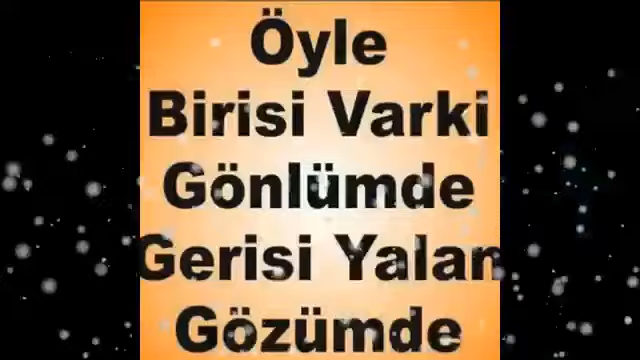 Öyle
Birisi Varki
Gönlümde
Gerisi Yalan
Gözümde